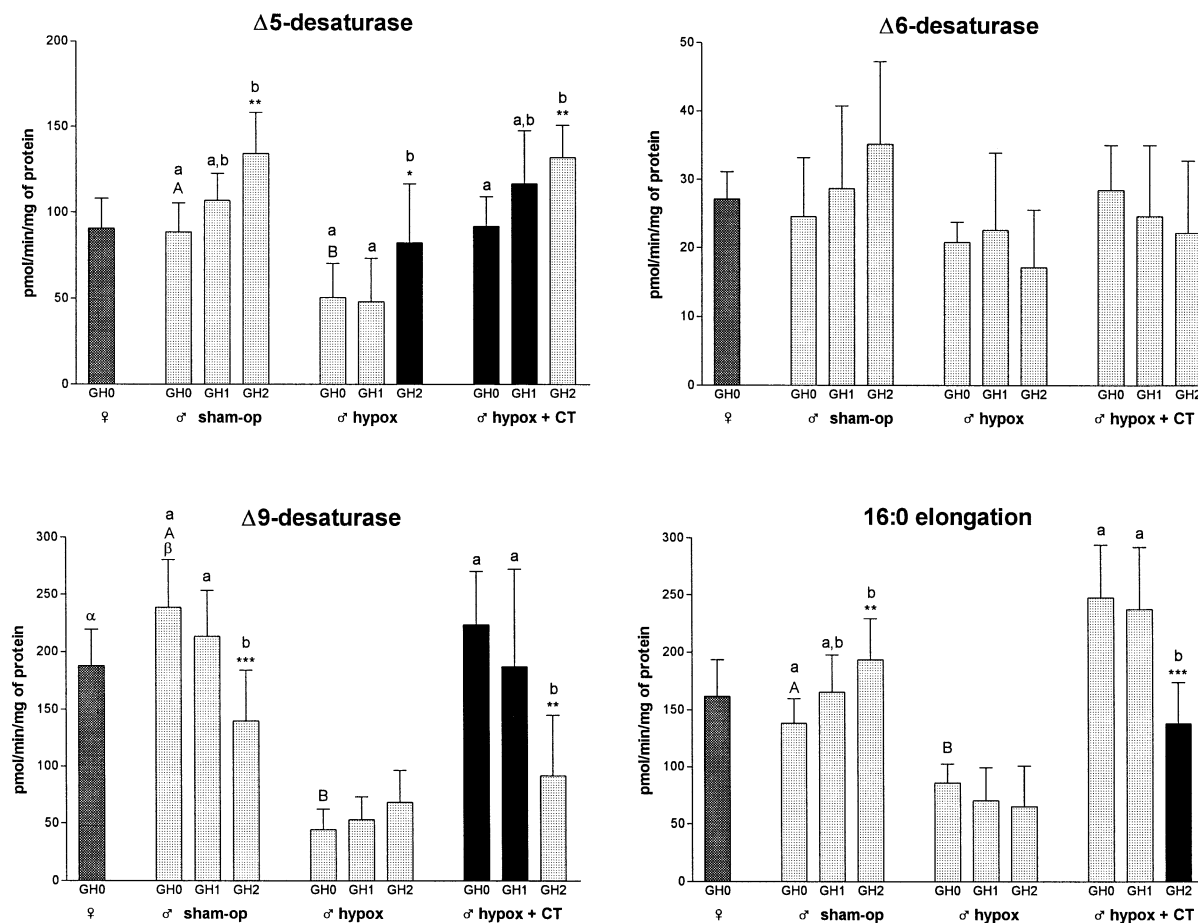 Δ5-desaturase
pmol/min/mg of protein
200
150
100
50
0
a
A
a,b
b
**
a
B
a
b
*
a
a,b
b
**
GH0 GH0 GH1 GH2 GH0 GH1 GH2 GH0 GH1 GH2
♀ ♂ sham-op ♂ hypox ♂ hypox + CT
Δ6-desaturase
pmol/min/mg of protein
50
40
30
20
10
0
GH0 GH0 GH1 GH2 GH0 GH1 GH2 GH0 GH1 GH2
♀ ♂ sham-op ♂ hypox ♂ hypox + CT
Δ9-desaturase
pmol/min/mg of protein
300
250
200
150
100
50
0
α
a
A
β
a
b
***
B
a
a
b
**
GH0 GH0 GH1 GH2 GH0 GH1 GH2 GH0 GH1 GH2
♀ ♂ sham-op ♂ hypox ♂ hypox + CT
16:0 elongation
pmol/min/mg of protein
300
250
200
150
100
50
0
a
A
a,b
b
**
B
a
a
b
***
GH0 GH0 GH1 GH2 GH0 GH1 GH2 GH0 GH1 GH2
♀ ♂ sham-op ♂ hypox ♂ hypox + CT